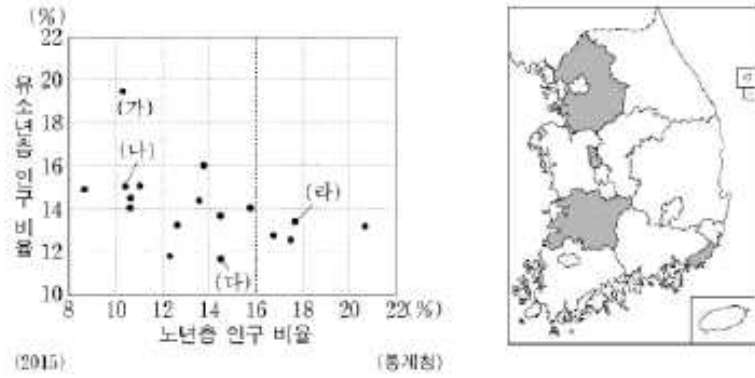 (%)
22
20
18
16
14
12
10
유소년층 인구 비율
(가)
(나)
(라)
(다)
8 10 12 14 16 18 20 22(%)
노년층 인구 비율
(2015) (통계청)